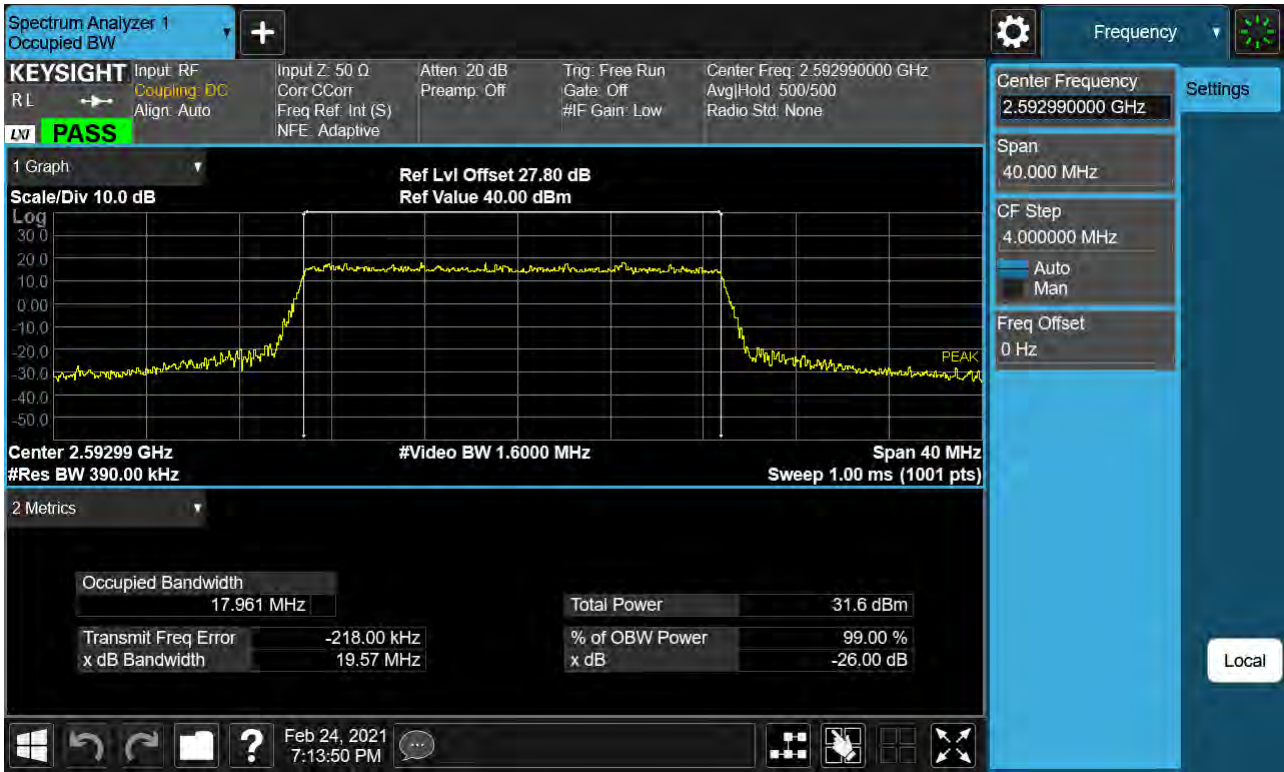 Spectrum Analyzer 1
Occupied BW
+
Frequency
KEYSIGHT
R L
LXI
PASS
Input: RF
Coupling: DC
Align: Auto
Input Z: 50 Ω
Corr CCorr
Freq Ref: Int (S)
NFE: Adaptive
Atten: 20 dB
Preamp: Off
Trig: Free Run
Gate: Off
#IF Gain: Low
Center Freq: 2.592990000 GHz
Avg|Hold: 500/500
Radio Std: None
Center Frequency
2.592990000 GHz
Settings
Span
40.000 MHz
CF Step
4.000000 MHz
Auto
Man
Freq Offset
0 Hz
1 Graph
Scale/Div 10.0 dB
Ref Lvl Offset 27.80 dB
Ref Value 40.00 dBm
Log
30.0
20.0
10.0
0.00
-10.0
-20.0
-30.0
-40.0
-50.0
PEAK
Center 2.59299 GHz
#Video BW 1.6000 MHz
Span 40 MHz
#Res BW 390.00 kHz
Sweep 1.00 ms (1001 pts)
2 Metrics
Occupied Bandwidth
17.961 MHz
Transmit Freq Error -218.00 kHz
x dB Bandwidth 19.57 MHz
Total Power 31.6 dBm
% of OBW Power 99.00 %
x dB -26.00 dB
Local
?
Feb 24, 2021
7:13:50 PM